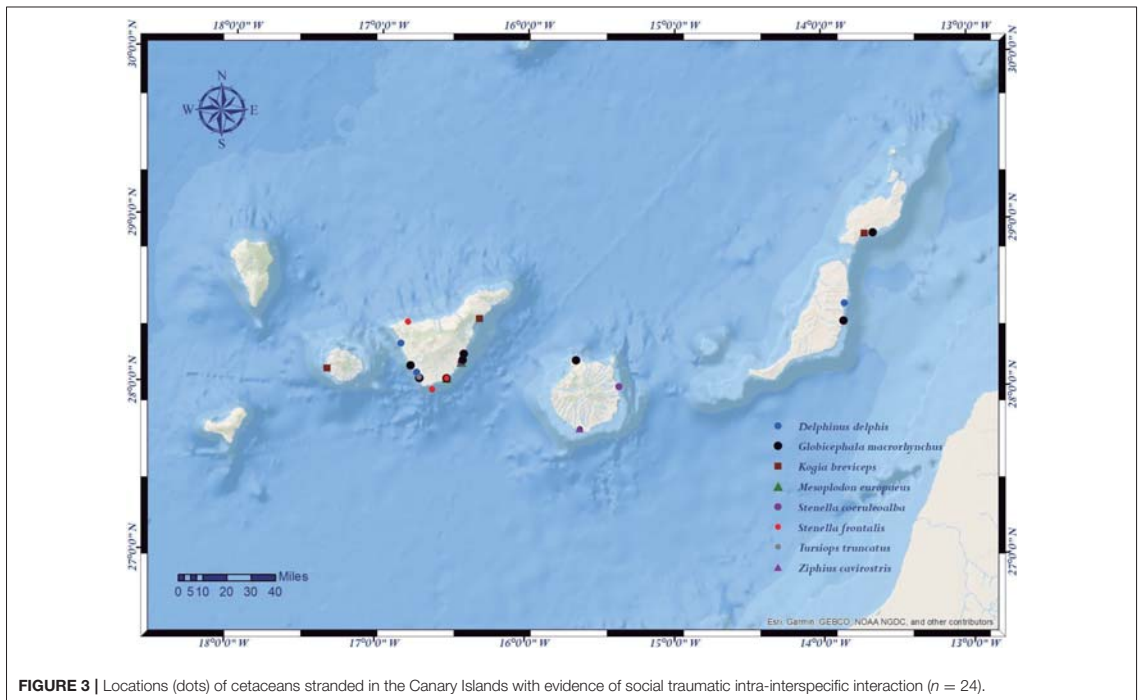 18°0'0"W 17°0'0"W 16°0'0"W 15°0'0"W 14°0'0"W 13°0'0"W
30°0'0"N
30°0'0"N
N
W E
S
29°0'0"N
29°0'0"N
28°0'0"N
28°0'0"N
Delphinus delphis
Globicephala macrorhynchus
Kogia breviceps
Mesoplodon europaeus
Stenella coeruleoalba
Stenella frontalis
Tursiops truncatus
Ziphius cavirostris
27°0'0"N
27°0'0"N
Miles
0 5 10 20 30 40
Esri, Garmin, GEBCO, NOAA NGDC, and other contributors
18°0'0"W 17°0'0"W 16°0'0"W 15°0'0"W 14°0'0"W 13°0'0"W
FIGURE 3 | Locations (dots) of cetaceans stranded in the Canary Islands with evidence of social traumatic intra-interspecific interaction (n = 24).